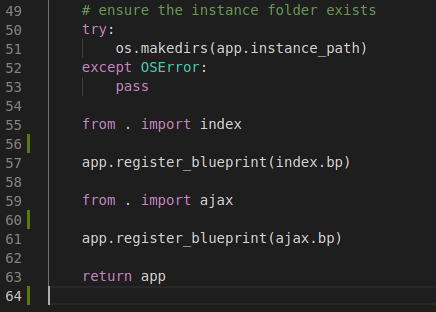 49 # ensure the instance folder exists
50 try:
51 os.makedirs(app.instance_path)
52 except OSError:
53 pass
54
55 from . import index
56
57 app.register_blueprint(index.bp)
58
59 from . import ajax
60
61 app.register_blueprint(ajax.bp)
62
63 return app
64